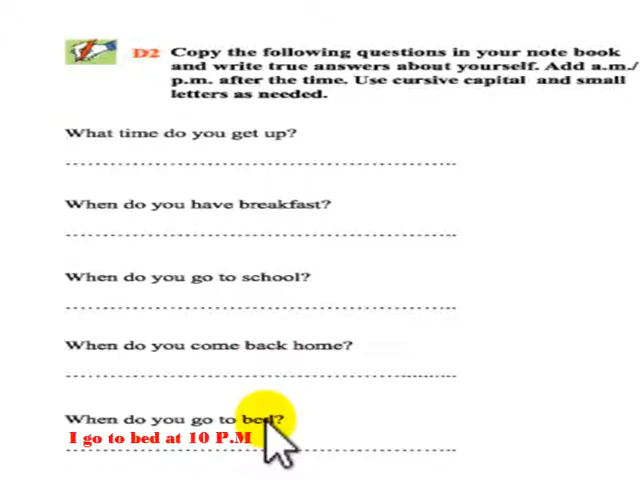 D2 Copy the following questions in your note book
and write true answers about yourself. Add a.m./
p.m. after the time. Use cursive capital and small
letters as needed.
What time do you get up?
When do you have breakfast?
When do you go to school?
When do you come back home?
When do you go to bed?
I go to bed at 10 P.M